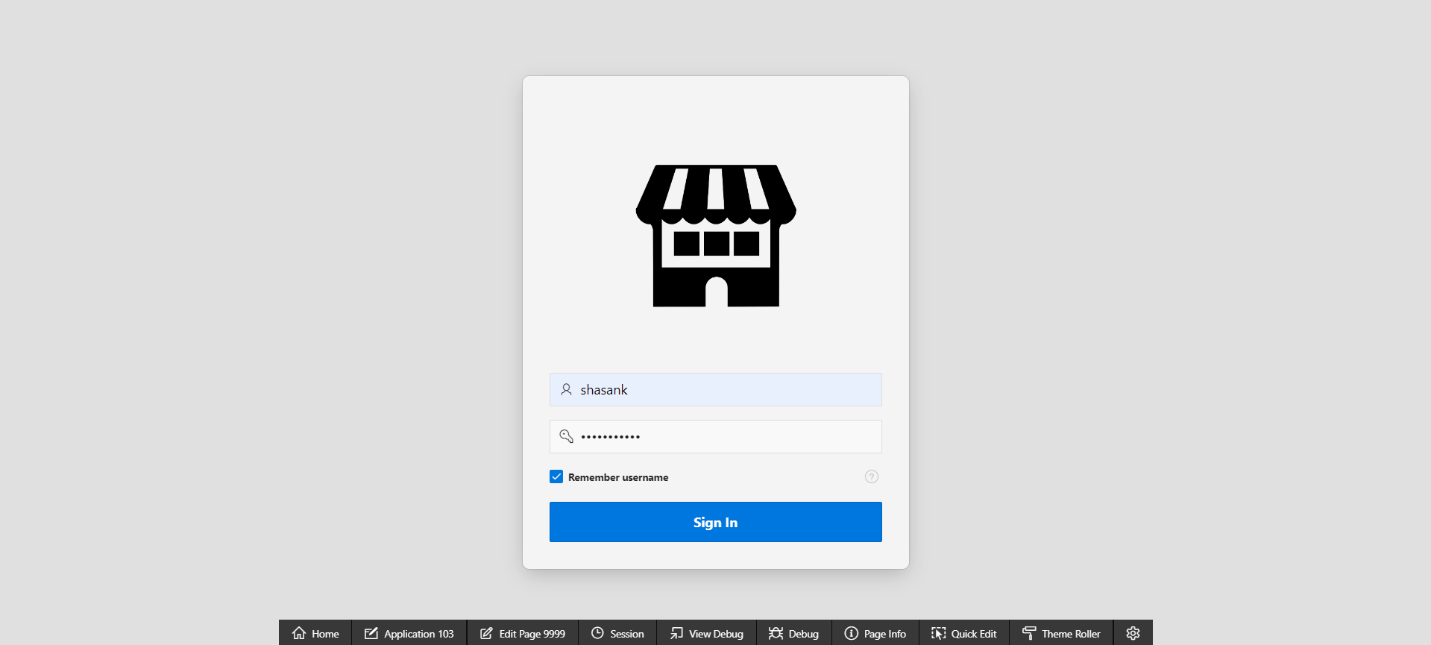 shasank
•••••••••••
Remember username
?
Sign In
Home Application 103 Edit Page 9999 Session View Debug Debug Page Info Quick Edit Theme Roller